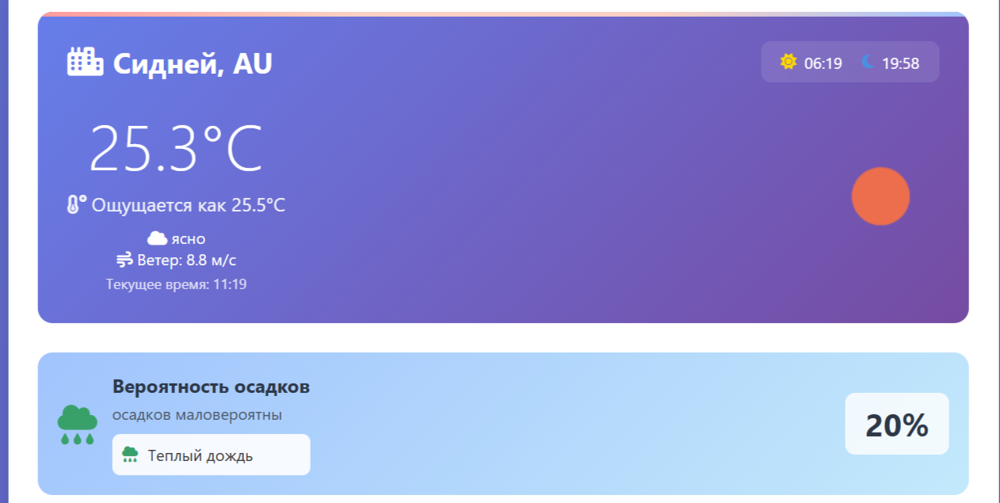 Сидней, AU
06:19 19:58
25.3°C
Ощущается как 25.5°C
ясно
Ветер: 8.8 м/с
Текущее время: 11:19
Вероятность осадков
осадков маловероятны
Теплый дождь
20%